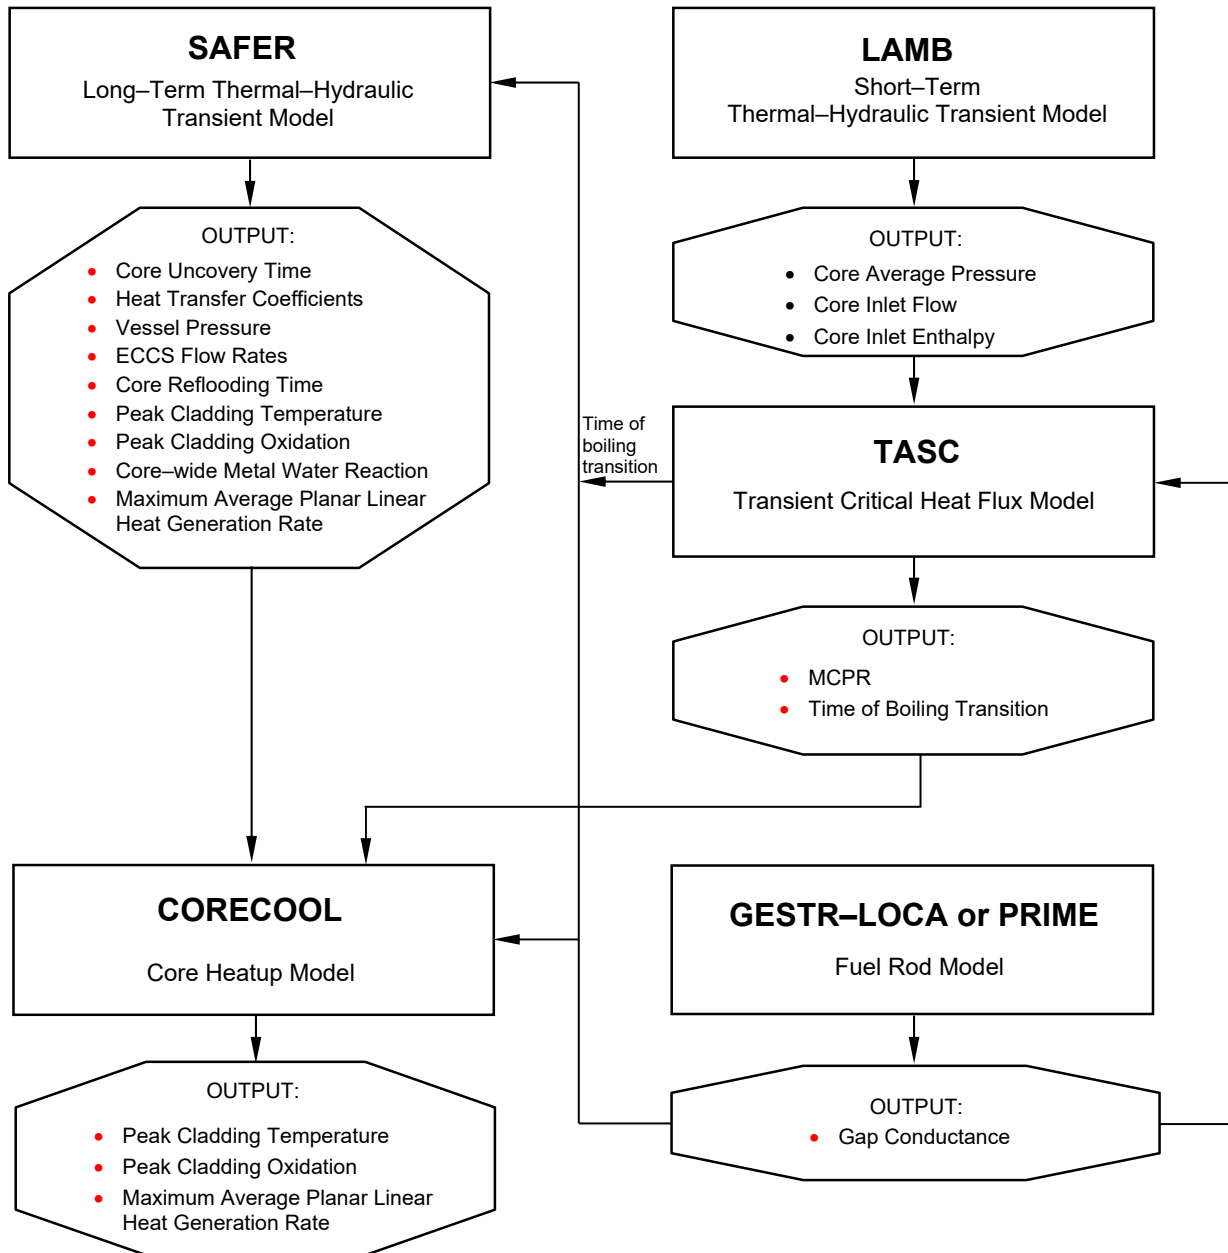 SAFER
Long–Term Thermal–Hydraulic
Transient Model
LAMB
Short–Term
Thermal–Hydraulic Transient Model
OUTPUT:
• Core Uncovery Time
• Heat Transfer Coefficients
• Vessel Pressure
• ECCS Flow Rates
• Core Reflooding Time
• Peak Cladding Temperature
• Peak Cladding Oxidation
• Core–wide Metal Water Reaction
• Maximum Average Planar Linear
Heat Generation Rate
OUTPUT:
• Core Average Pressure
• Core Inlet Flow
• Core Inlet Enthalpy
Time of
boiling
transition
TASC
Transient Critical Heat Flux Model
OUTPUT:
• MCPR
• Time of Boiling Transition
CORECOOL
Core Heatup Model
GESTR–LOCA or PRIME
Fuel Rod Model
OUTPUT:
• Peak Cladding Temperature
• Peak Cladding Oxidation
• Maximum Average Planar Linear
Heat Generation Rate
OUTPUT:
• Gap Conductance